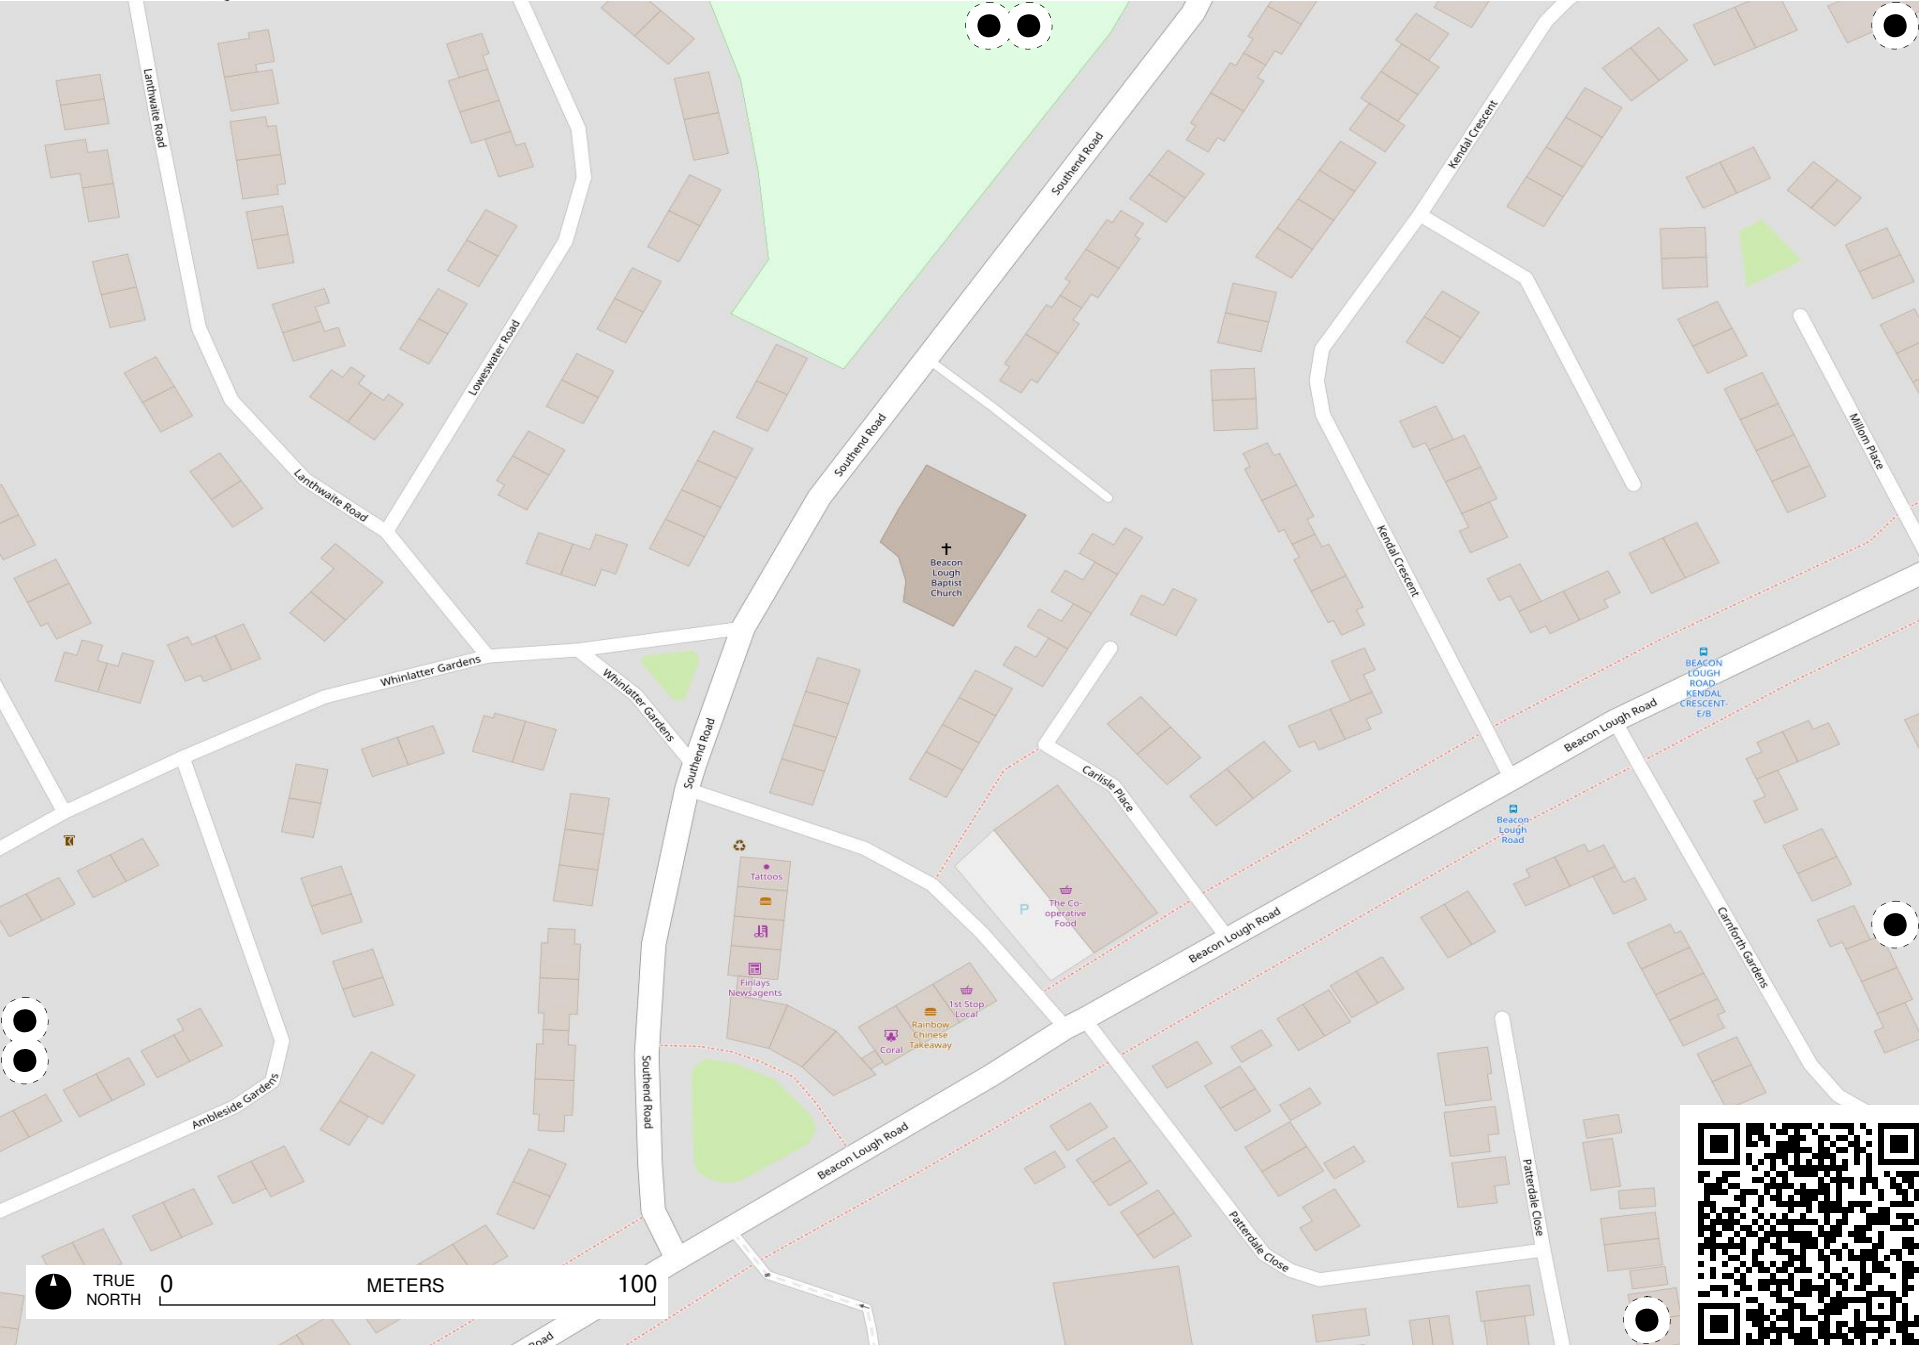 Lanthwaite Road
Southend Road
Kendal Crescent
Loweswater Road
Southend Road
Millom Place
Lanthwaite Road
Kendal Crescent
Beacon
Lough
Baptist
Church
Whinlatter Gardens
Whinlatter Gardens
Southend Road
BEACON
LOUGH
ROAD
KENDAL
CRESCENT-
E/B
Beacon Lough Road
Carlisle Place
Beacon
Lough
Road
Tattoos
The Co-
operative
Food
P
Beacon Lough Road
Carnforth Gardens
Finlays
Newsagents
1st Stop
Local
Rainbow
Chinese
Takeaway
Coral
Southend Road
Ambleside Gardens
Beacon Lough Road
Patterdale Close
Patterdale Close
TRUE
NORTH
0 METERS 100
oad